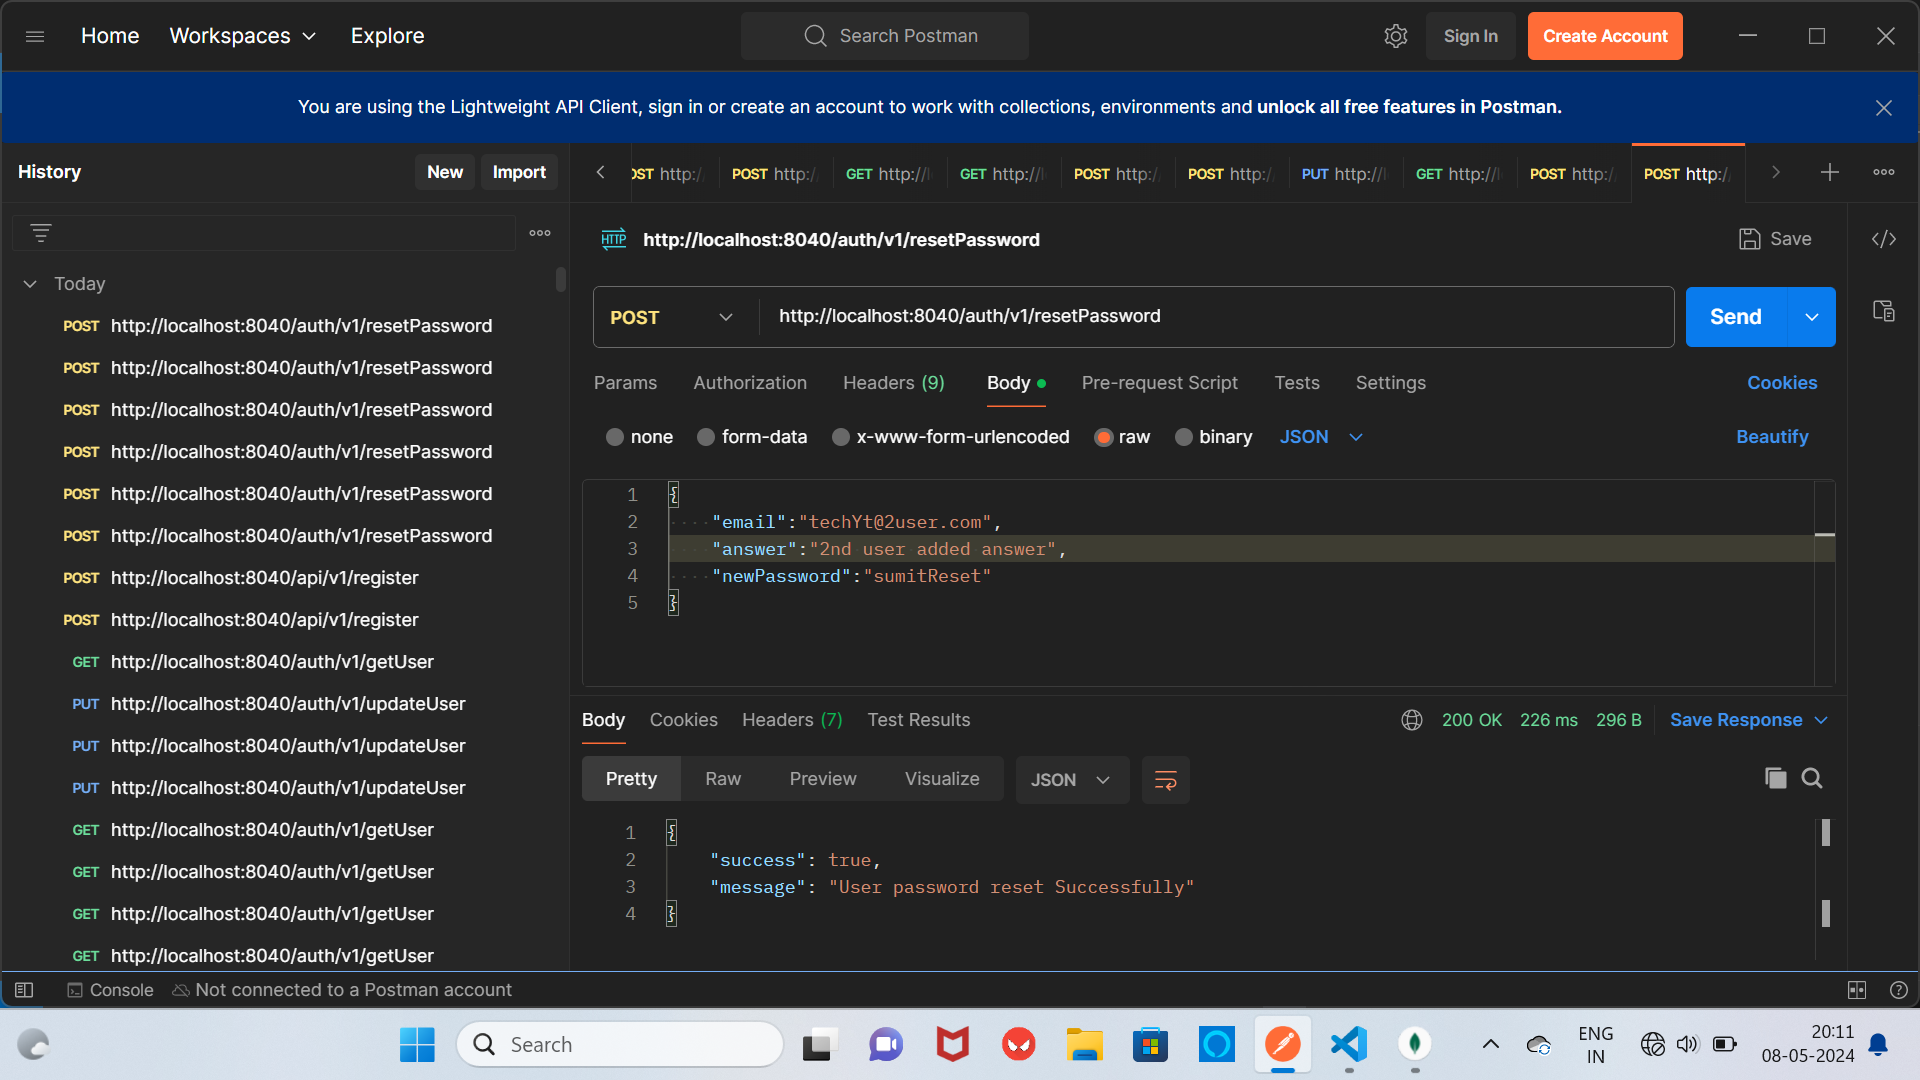 Home Workspaces Explore Search Postman Sign In Create Account
You are using the Lightweight API Client, sign in or create an account to work with collections, environments and unlock all free features in Postman.
History New Import
OST http:/ POST http:/ GET http://l GET http://l POST http:/ POST http:/ PUT http://l GET http://l POST http:/ POST http:/
HTTP http://localhost:8040/auth/v1/resetPassword Save </>
Today
POST http://localhost:8040/auth/v1/resetPassword
POST http://localhost:8040/auth/v1/resetPassword
POST http://localhost:8040/auth/v1/resetPassword
POST http://localhost:8040/auth/v1/resetPassword
POST http://localhost:8040/auth/v1/resetPassword
POST http://localhost:8040/auth/v1/resetPassword
POST http://localhost:8040/api/v1/register
POST http://localhost:8040/api/v1/register
GET http://localhost:8040/auth/v1/getUser
PUT http://localhost:8040/auth/v1/updateUser
PUT http://localhost:8040/auth/v1/updateUser
PUT http://localhost:8040/auth/v1/updateUser
GET http://localhost:8040/auth/v1/getUser
GET http://localhost:8040/auth/v1/getUser
GET http://localhost:8040/auth/v1/getUser
GET http://localhost:8040/auth/v1/getUser
POST http://localhost:8040/auth/v1/resetPassword Send
Params Authorization Headers (9) Body Pre-request Script Tests Settings Cookies
none form-data x-www-form-urlencoded raw binary JSON Beautify
1 {
2 "email":"techYt@2user.com",
3 "answer":"2nd user added answer",
4 "newPassword":"sumitReset"
5 }
Body Cookies Headers (7) Test Results 200 OK 226 ms 296 B Save Response
Pretty Raw Preview Visualize JSON
1 {
2 "success": true,
3 "message": "User password reset Successfully"
4 }
Console Not connected to a Postman account
Search
ENG
IN
20:11
08-05-2024